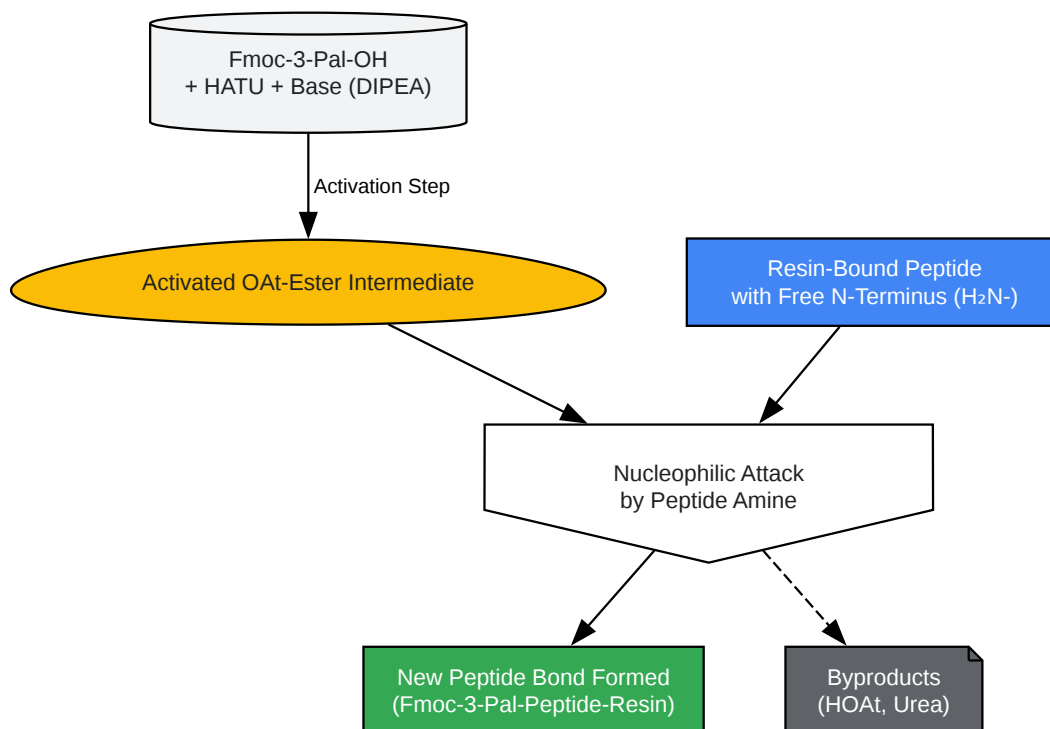 Fmoc-3-Pal-OH
+ HATU + Base (DIPEA)
Activation Step
Activated OAt-Ester Intermediate
Resin-Bound Peptide
with Free N-Terminus (H₂N-)
Nucleophilic Attack
by Peptide Amine
New Peptide Bond Formed
(Fmoc-3-Pal-Peptide-Resin)
Byproducts
(HOAt, Urea)